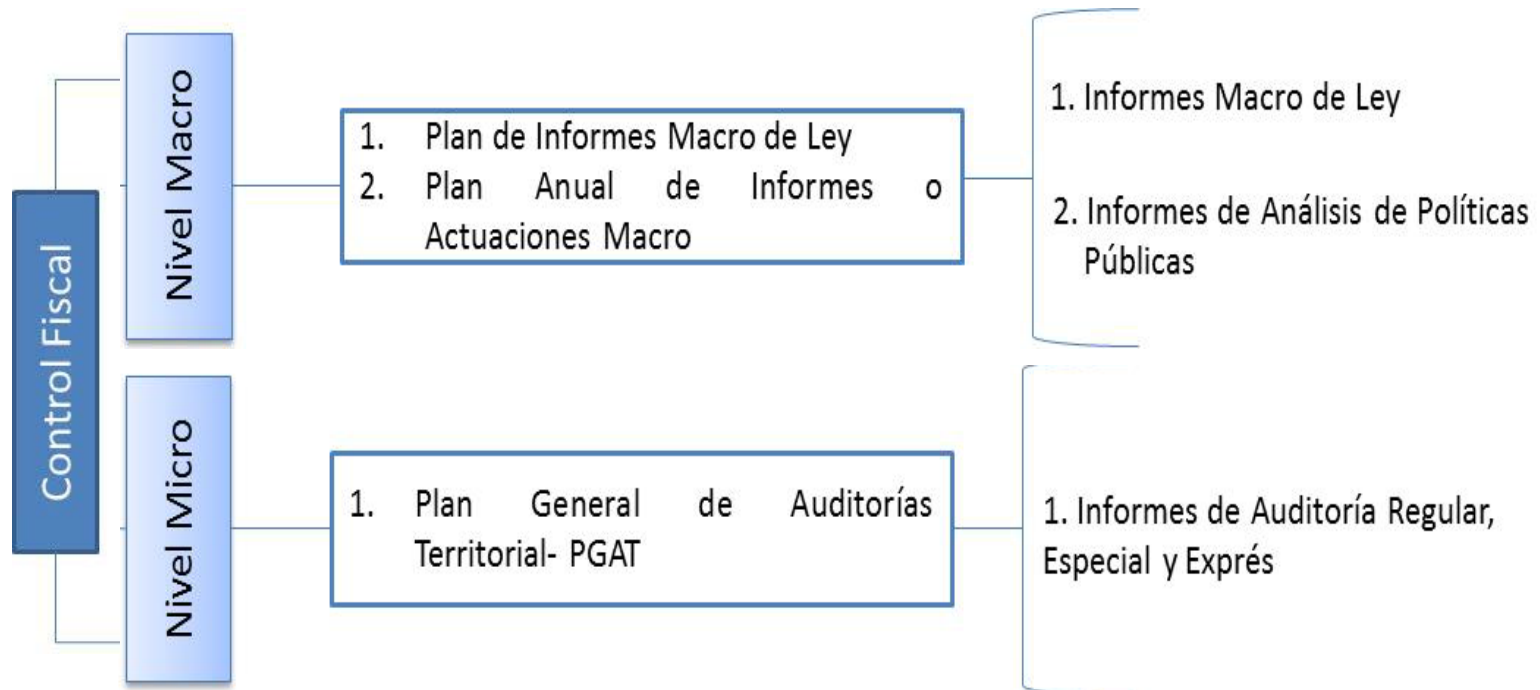 Control Fiscal
Nivel Macro
1. Plan de Informes Macro de Ley
2. Plan Anual de Informes o
Actuaciones Macro
1. Informes Macro de Ley
2. Informes de Análisis de Políticas
Públicas
Nivel Micro
1. Plan General de Auditorías
Territorial- PGAT
1. Informes de Auditoría Regular,
Especial y Exprés